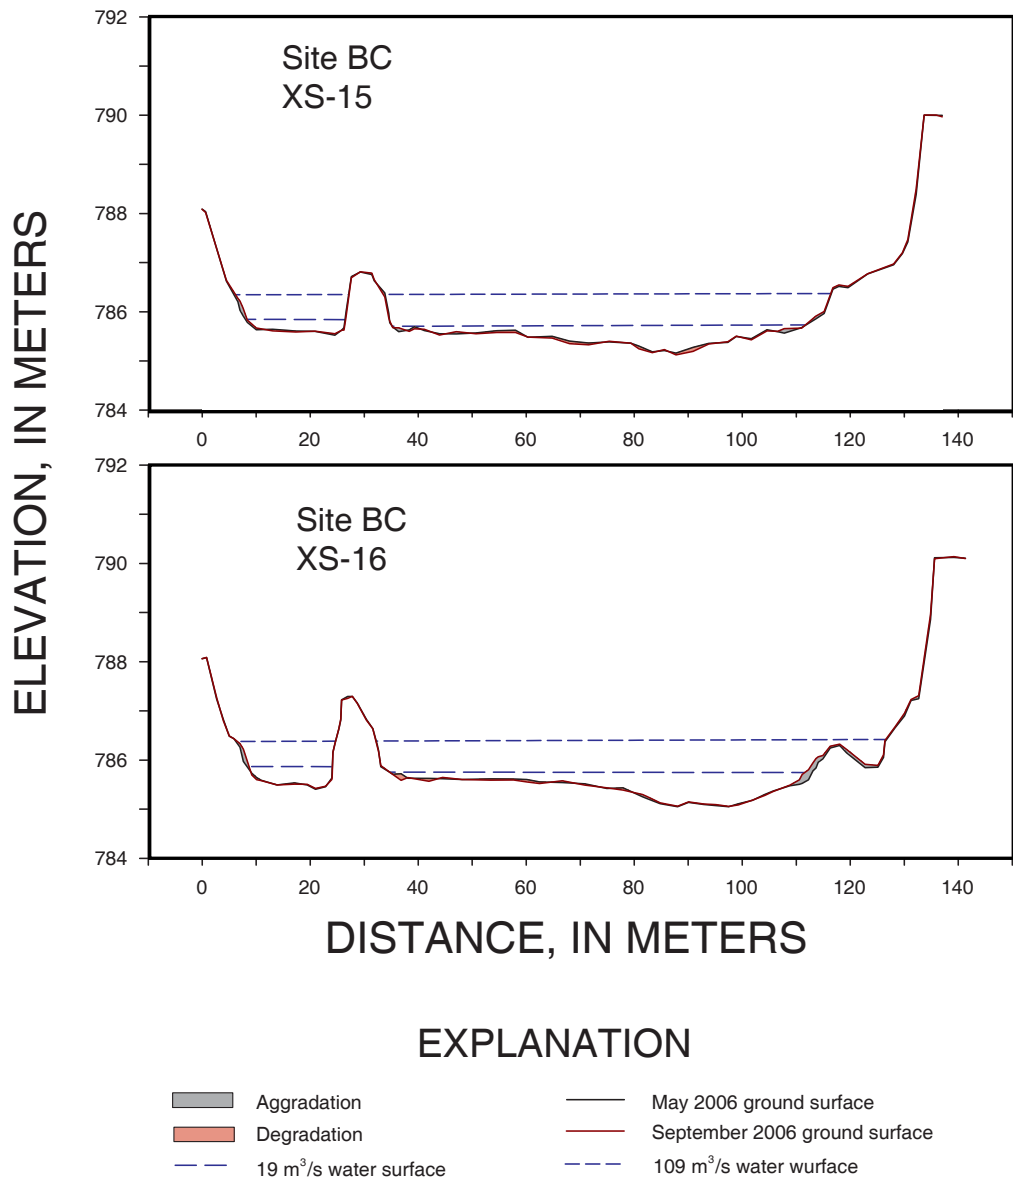 792
790
788
786
784
Site BC
XS-15
0 20 40 60 80 100 120 140
ELEVATION, IN METERS
792
790
788
786
784
Site BC
XS-16
0 20 40 60 80 100 120 140
DISTANCE, IN METERS
EXPLANATION
Aggradation
Degradation
19 m³/s water surface
May 2006 ground surface
September 2006 ground surface
109 m³/s water wurface